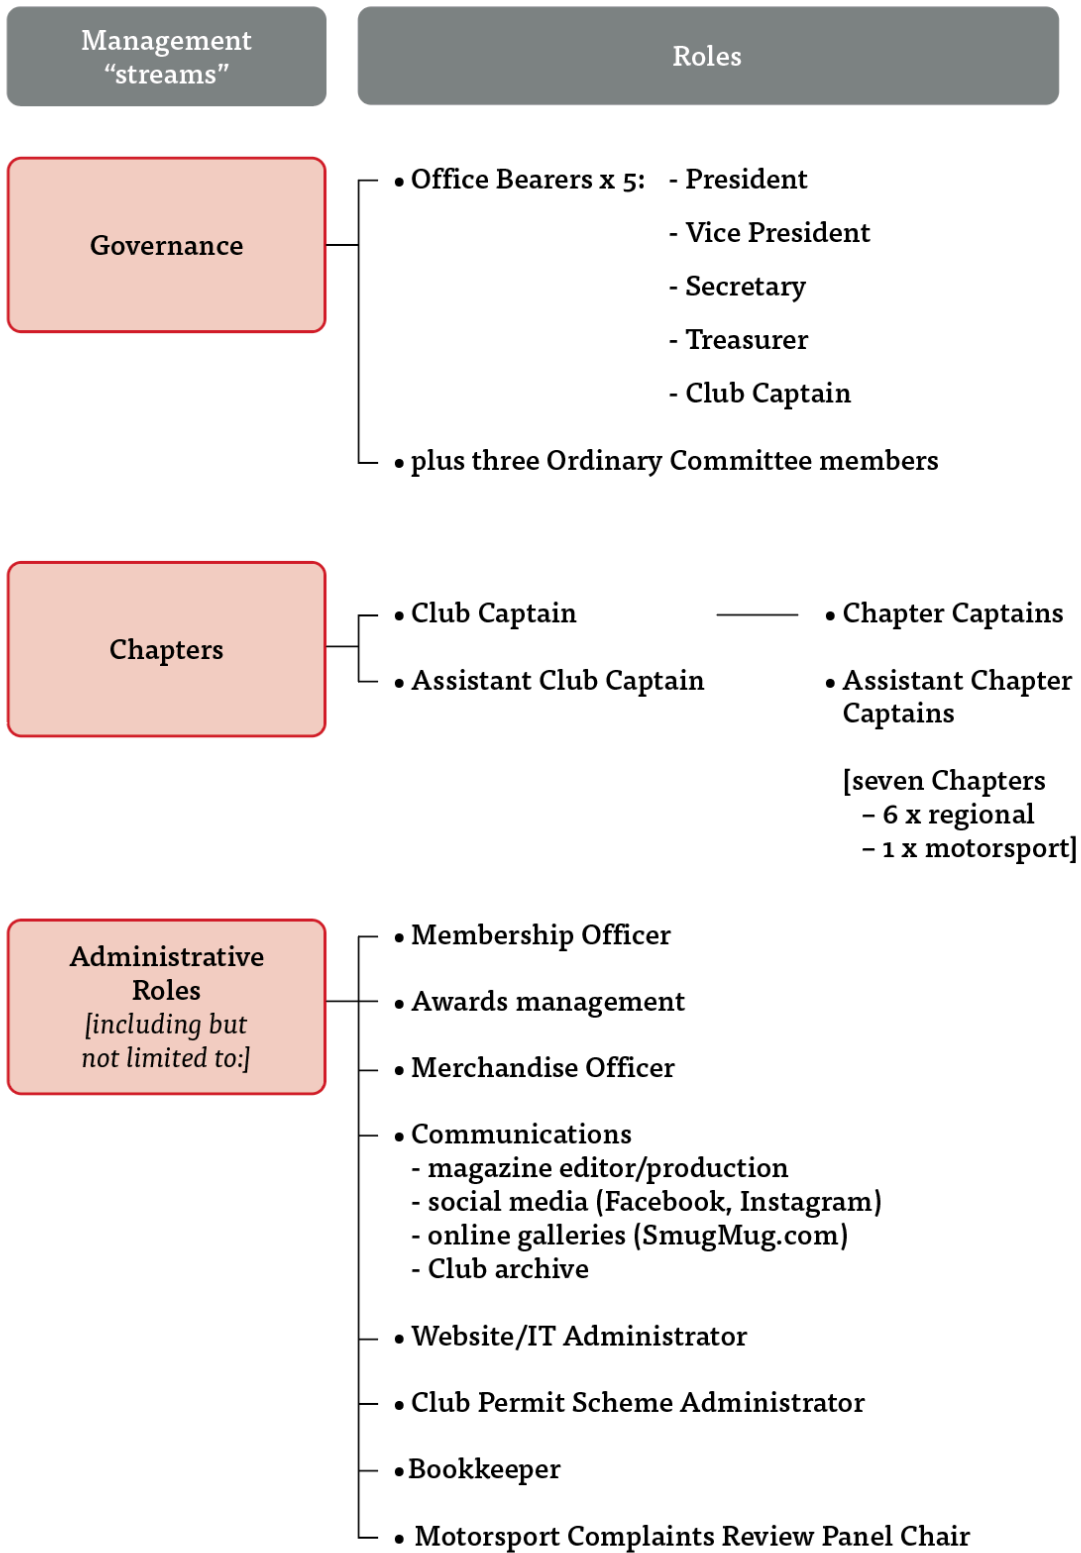 Management
“streams”
Roles
Governance
• Office Bearers x 5: - President
- Vice President
- Secretary
- Treasurer
- Club Captain
• plus three Ordinary Committee members
Chapters
• Club Captain
• Assistant Club Captain
• Chapter Captains
• Assistant Chapter
Captains
[seven Chapters
– 6 x regional
– 1 x motorsport]
Administrative
Roles
[including but
not limited to:]
• Membership Officer
• Awards management
• Merchandise Officer
• Communications
- magazine editor/production
- social media (Facebook, Instagram)
- online galleries (SmugMug.com)
- Club archive
• Website/IT Administrator
• Club Permit Scheme Administrator
• Bookkeeper
• Motorsport Complaints Review Panel Chair